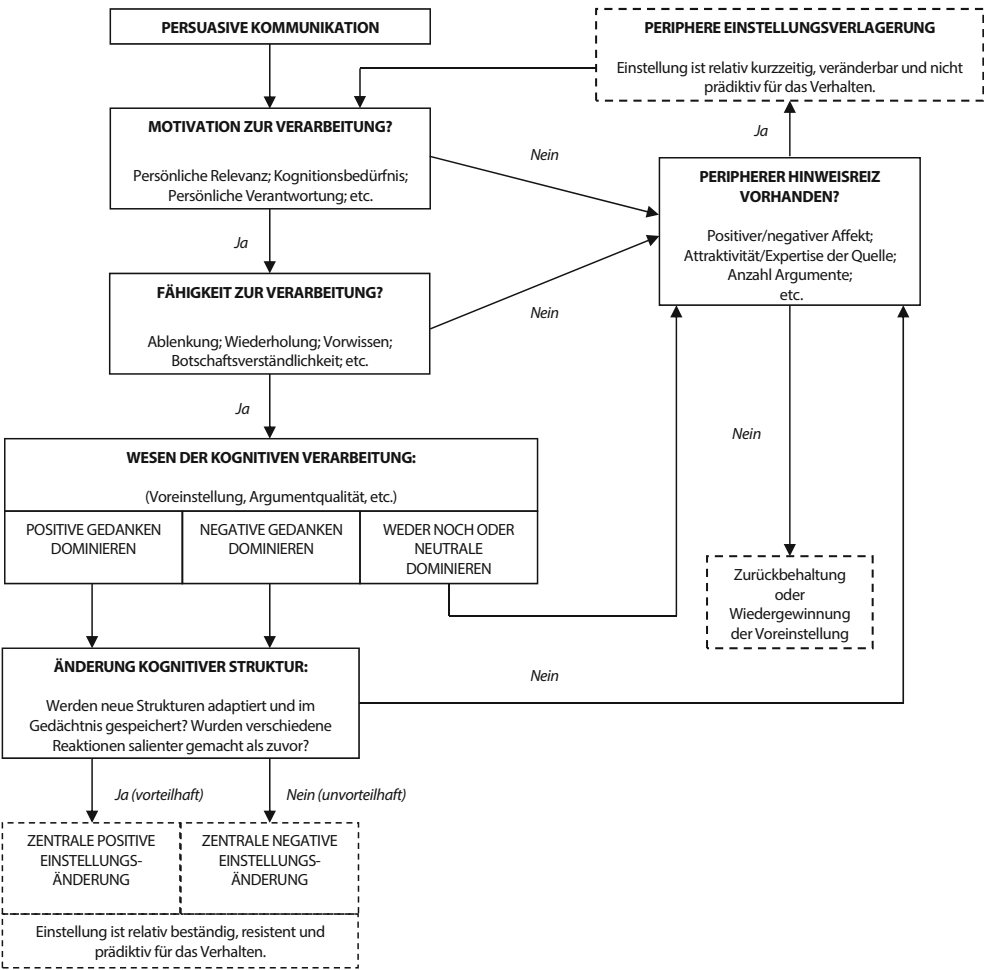 PERSUASIVE KOMMUNIKATION
PERIPHERE EINSTELLUNGSVERLAGERUNG
Einstellung ist relativ kurzzeitig, veränderbar und nicht
prädiktiv für das Verhalten.
MOTIVATION ZUR VERARBEITUNG?
Persönliche Relevanz; Kognitionsbedürfnis;
Persönliche Verantwortung; etc.
Nein
Ja
PERIPHERER HINWEISREIZ
VORHANDEN?
Positiver/negativer Affekt;
Attraktivität/Expertise der Quelle;
Anzahl Argumente;
etc.
Ja
FÄHIGKEIT ZUR VERARBEITUNG?
Ablenkung; Wiederholung; Vorwissen;
Botschaftsverständlichkeit; etc.
Nein
Ja
WESEN DER KOGNITIVEN VERARBEITUNG:
(Voreinstellung, Argumentqualität, etc.)
POSITIVE GEDANKEN
DOMINIEREN
NEGATIVE GEDANKEN
DOMINIEREN
WEDER NOCH ODER
NEUTRALE
DOMINIEREN
Nein
Zurückbehaltung
oder
Wiedergewinnung
der Voreinstellung
ÄNDERUNG KOGNITIVER STRUKTUR:
Werden neue Strukturen adaptiert und im
Gedächtnis gespeichert? Wurden verschiedene
Reaktionen salienter gemacht als zuvor?
Nein
Ja (vorteilhaft)
Nein (unvorteilhaft)
ZENTRALE POSITIVE
EINSTELLUNGS-
ÄNDERUNG
ZENTRALE NEGATIVE
EINSTELLUNGS-
ÄNDERUNG
Einstellung ist relativ beständig, resistent und
prädiktiv für das Verhalten.